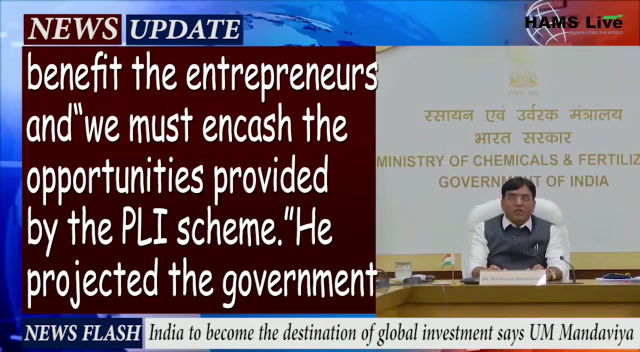 NEWS UPDATE
HAMS Live
benefit the entrepreneurs
and“we must encash the
opportunities provided
by the PLI scheme.”He
projected the government
रसायन एवं उर्वरक मंत्रालय
भारत सरकार
MINISTRY OF CHEMICALS & FERTILIZ
GOVERNMENT OF INDIA
NEWS FLASH India to become the destination of global investment says UM Mandaviya